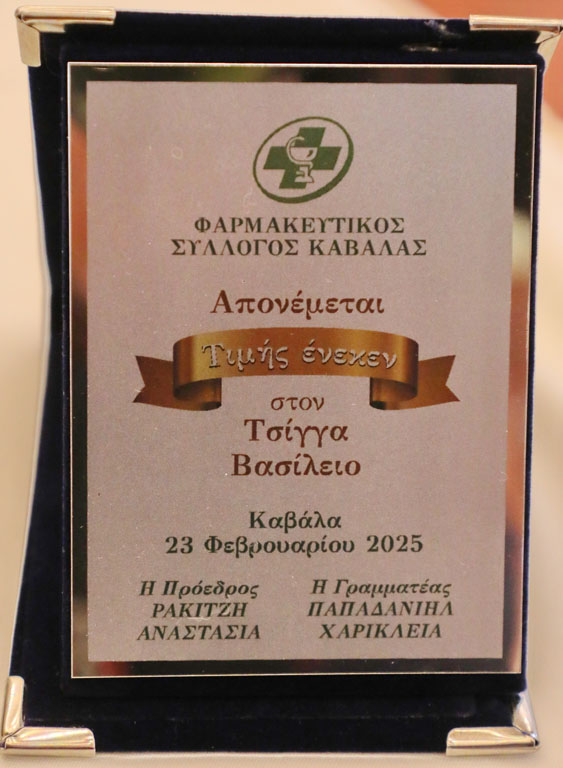 ΦΑΡΜΑΚΕΥΤΙΚΟΣ
ΣΥΛΛΟΓΟΣ ΚΑΒΑΛΑΣ
Απονέμεται
Τιμής ένεκεν
στον
Τσίγγα
Βασίλειο
Καβάλα
23 Φεβρουαρίου 2025
Η Πρόεδρος
ΡΑΚΙΤΖΗ
ΑΝΑΣΤΑΣΙΑ
Η Γραμματέας
ΠΑΠΑΔΑΝΙΗΛ
ΧΑΡΙΚΛΕΙΑ